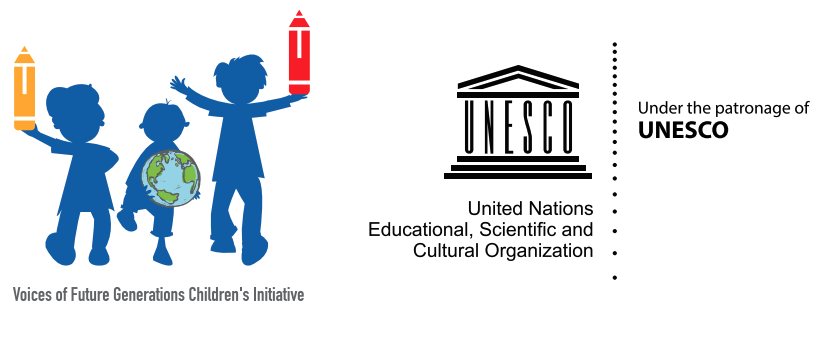 Voices of Future Generations Children's Initiative
UNESCO
United Nations
Educational, Scientific and
Cultural Organization
Under the patronage of
UNESCO